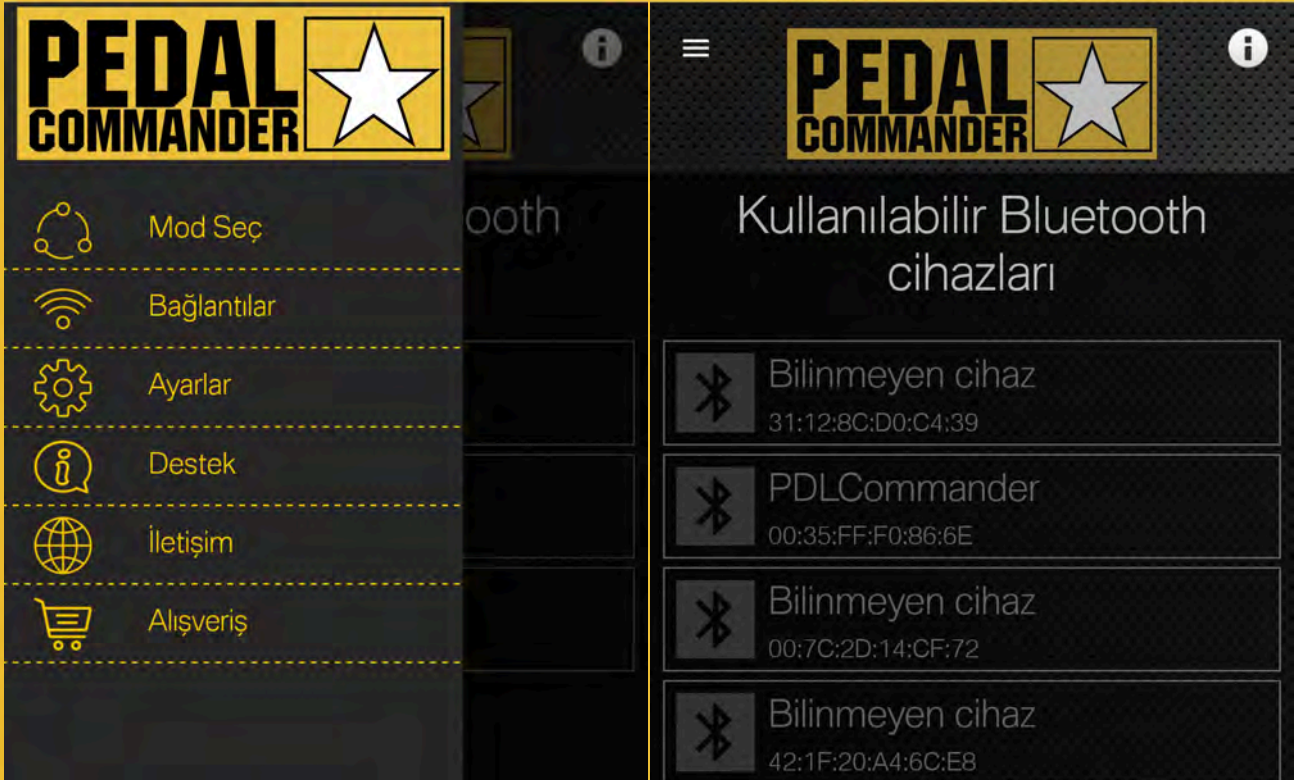 PEDAL
COMMANDER
Mod Seç
Bağlantılar
Ayarlar
Destek
İletişim
Alışveriş
ooth
PEDAL
COMMANDER
Kullanılabilir Bluetooth
cihazları
Bilinmeyen cihaz
31:12:8C:D0:C4:39
PDLCommander
00:35:FF:F0:86:6E
Bilinmeyen cihaz
00:7C:2D:14:CF:72
Bilinmeyen cihaz
42:1F:20:A4:6C:E8